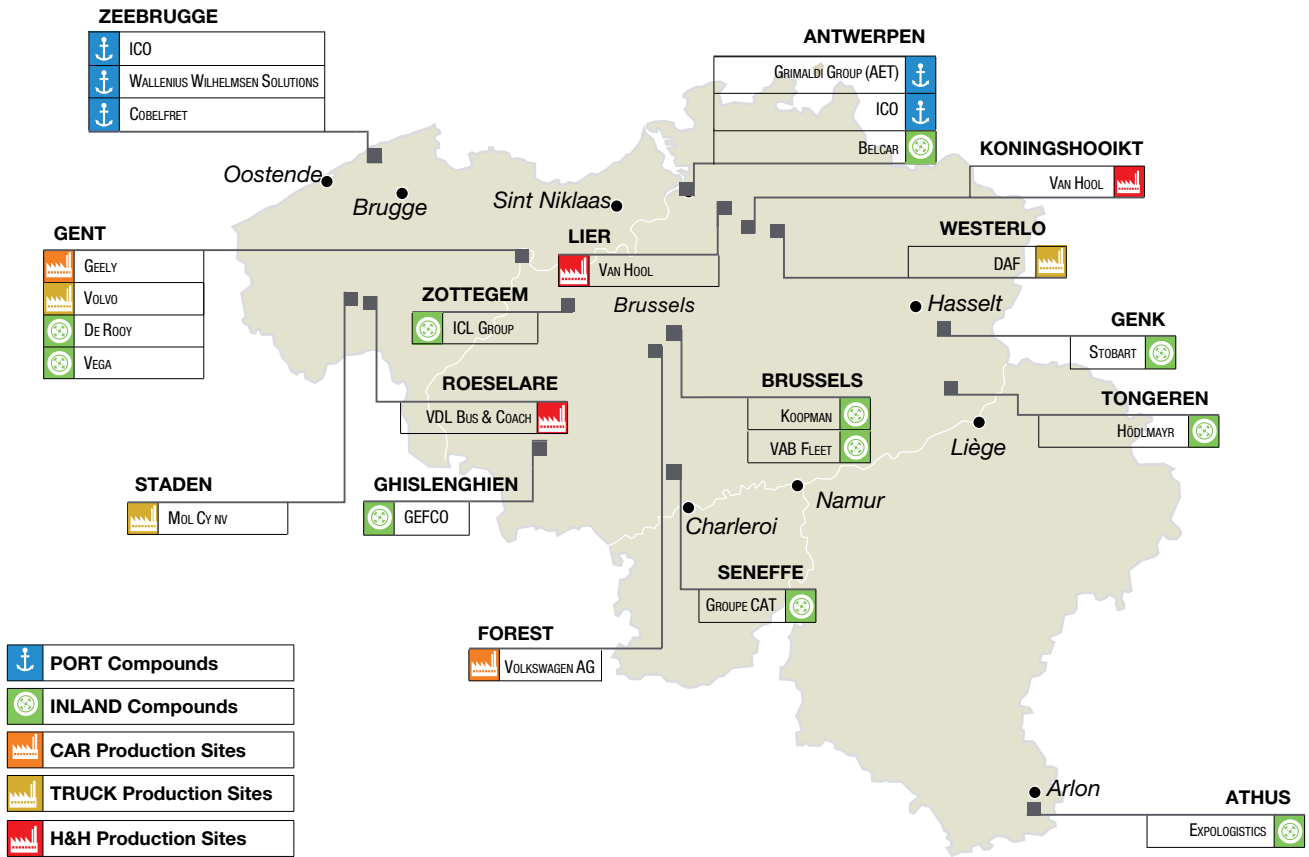 ZEEBRUGGE
ICO
Wallenius Wilhelmsen Solutions
Cobelfret
ANTWERPEN
Grimaldi Group (AET)
ICO
Belcar
KONINGSHOOIKT
Van Hool
Oostende
Brugge
Sint Niklaas
GENT
Geely
Volvo
De Rooy
Vega
LIER
Van Hool
WESTERLO
DAF
ZOTTEGEM
ICL Group
Brussels
Hasselt
GENK
Stobart
ROESELARE
VDL Bus & Coach
BRUSSELS
Koopman
VAB Fleet
TONGEREN
Hödlmayr
Liège
STADEN
Mol Cy nv
GHISLENGHIEN
GEFCO
Namur
Charleroi
SENEFFE
Groupe CAT
FOREST
Volkswagen AG
PORT Compounds
INLAND Compounds
CAR Production Sites
TRUCK Production Sites
H&H Production Sites
Arlon
ATHUS
Expologistics